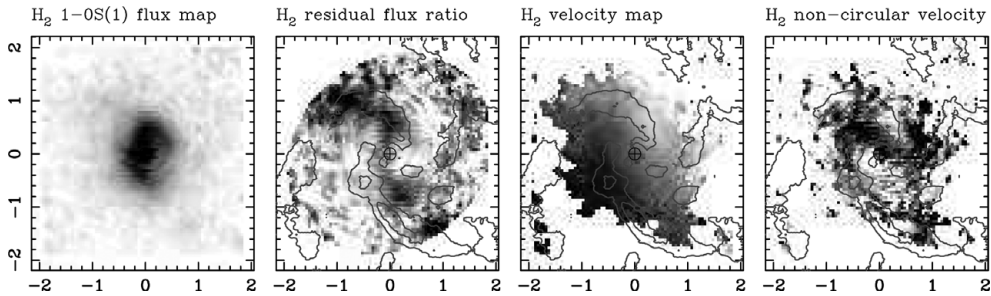 H₂ 1−0S(1) flux map
H₂ residual flux ratio
H₂ velocity map
H₂ non−circular velocity
2
1
0
−1
−2
−1 0 1 2
−1 0 1 2
−2 −1 0 1 2
−2 −1 0 1 2